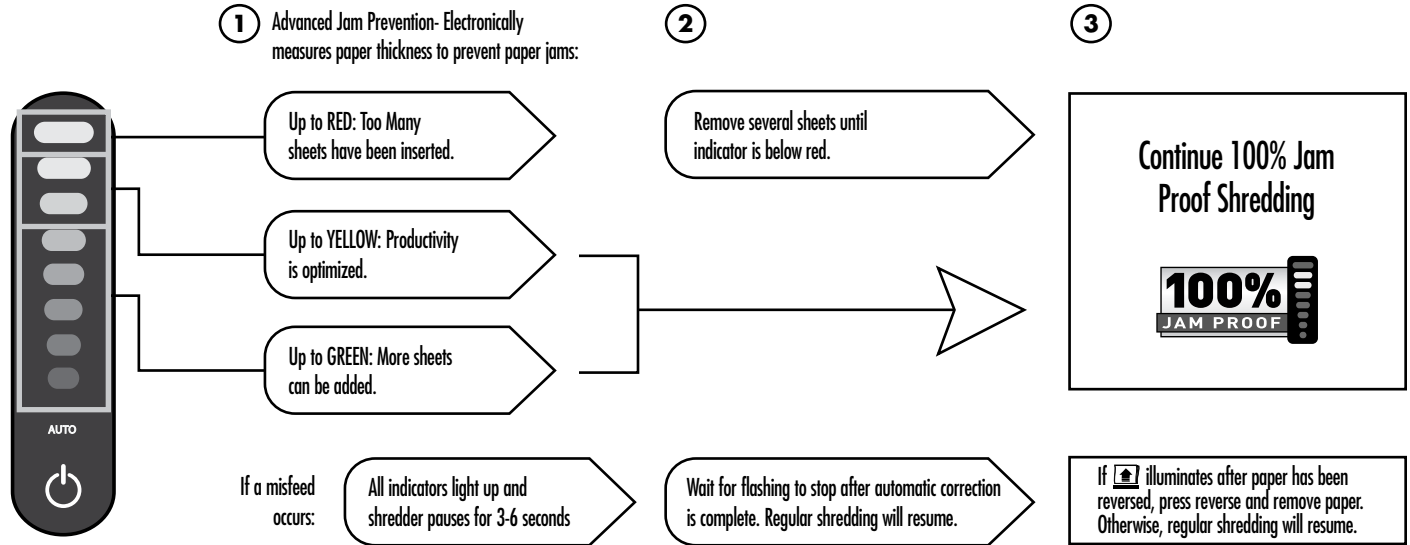 1 Advanced Jam Prevention- Electronically
measures paper thickness to prevent paper jams:
2
3
Up to RED: Too Many
sheets have been inserted.
Remove several sheets until
indicator is below red.
Continue 100% Jam
Proof Shredding
100%
JAM PROOF
Up to YELLOW: Productivity
is optimized.
Up to GREEN: More sheets
can be added.
AUTO
If a misfeed
occurs:
All indicators light up and
shredder pauses for 3-6 seconds
Wait for flashing to stop after automatic correction
is complete. Regular shredding will resume.
If illuminates after paper has been
reversed, press reverse and remove paper.
Otherwise, regular shredding will resume.